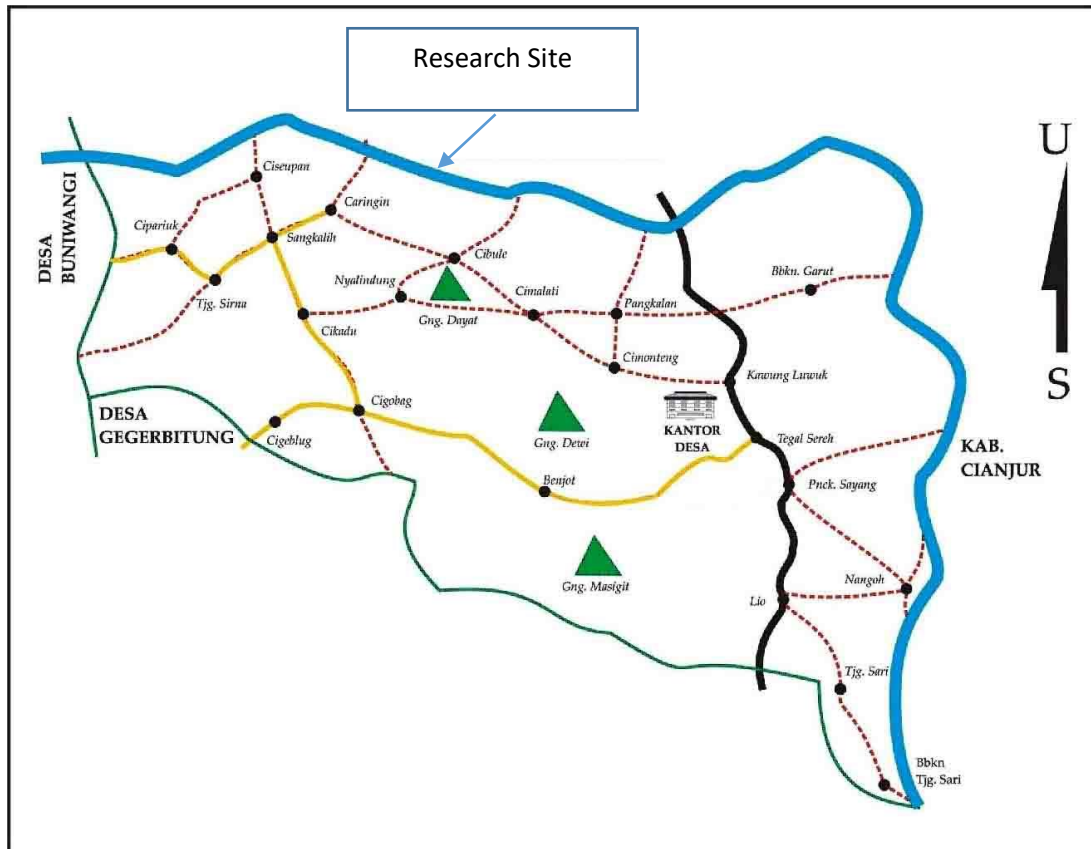 Research Site
U
S
Ciseupan
Caringin
DESA
BUNIWANGI
Cipariuk
Sangkalih
Cibule
Tjg. Sirna
Nyalindung
Gng. Dayat
Cimalati
Pangkalan
Bbkn. Garut
Cikadu
Cimonteng
Kawung Luwuk
DESA
GEGERBITUNG
Cigeblug
Cigobag
Gng. Dewi
KANTOR
DESA
Tegal Sereh
KAB.
CIANJUR
Benjot
Pnck. Sayang
Gng. Masigit
Nangoh
Lio
Tjg. Sari
Bbkn
Tjg. Sari